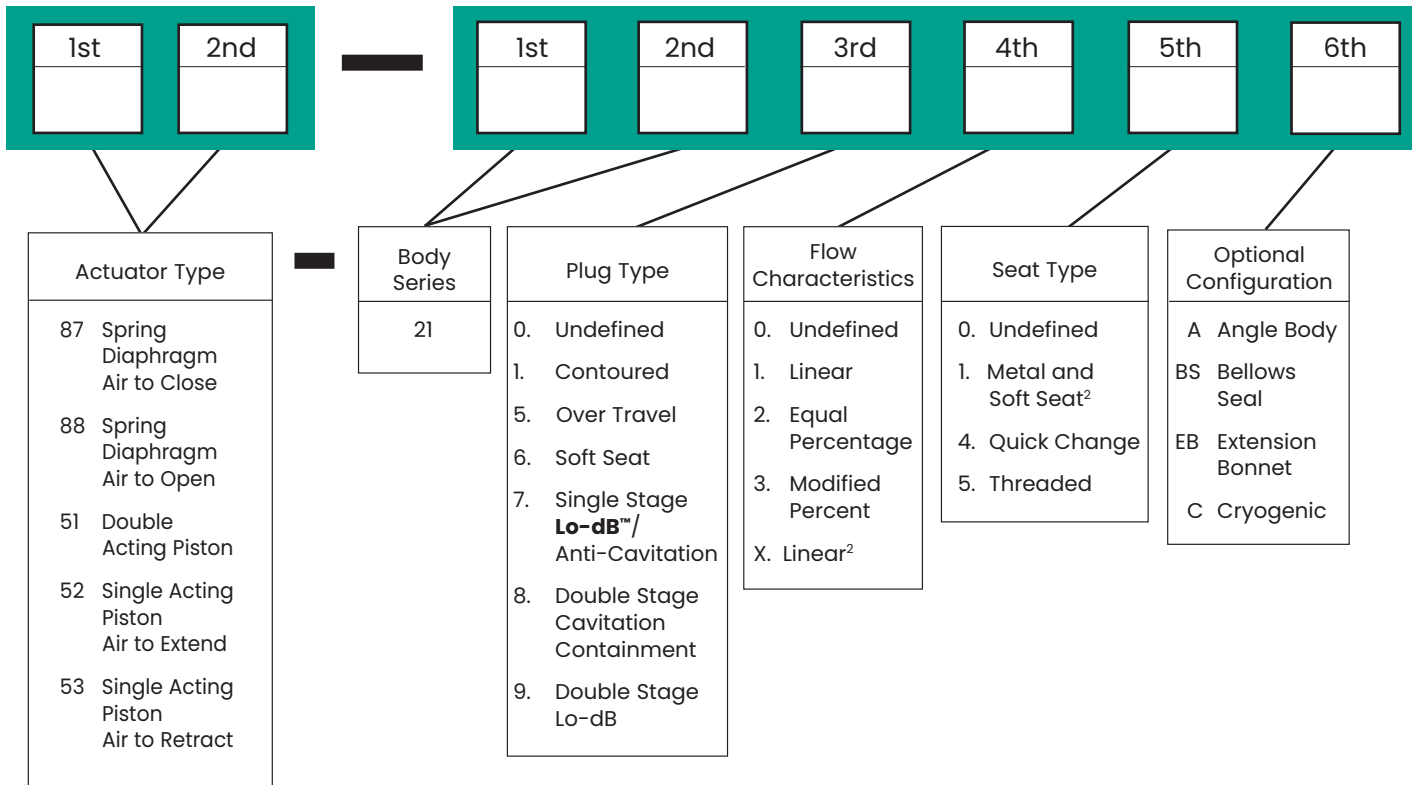 1st 2nd 1st 2nd 3rd 4th 5th 6th
Actuator Type
87 Spring
Diaphragm
Air to Close
88 Spring
Diaphragm
Air to Open
51 Double
Acting Piston
52 Single Acting
Piston
Air to Extend
53 Single Acting
Piston
Air to Retract
Body
Series
21
Plug Type
0. Undefined
1. Contoured
5. Over Travel
6. Soft Seat
7. Single Stage
Lo-dB™/
Anti-Cavitation
8. Double Stage
Cavitation
Containment
9. Double Stage
Lo-dB
Flow
Characteristics
0. Undefined
1. Linear
2. Equal
Percentage
3. Modified
Percent
X. Linear²
Seat Type
0. Undefined
1. Metal and
Soft Seat²
4. Quick Change
5. Threaded
Optional
Configuration
A Angle Body
BS Bellows
Seal
EB Extension
Bonnet
C Cryogenic